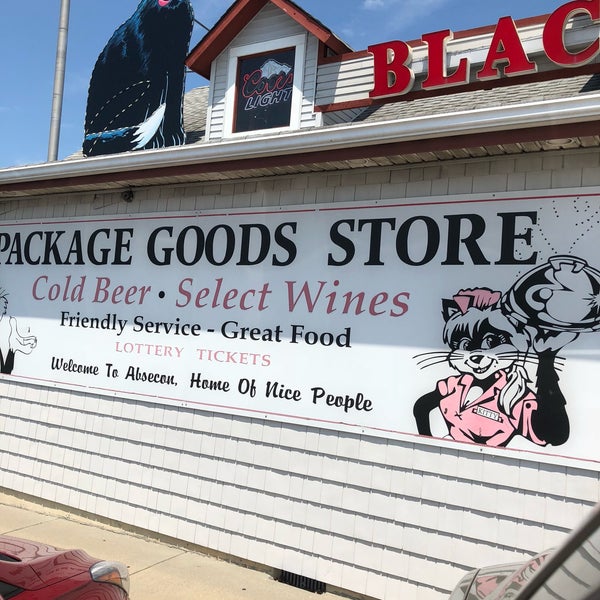 Coors
LIGHT
BLAC
PACKAGE GOODS STORE
Cold Beer • Select Wines
Friendly Service - Great Food
LOTTERY TICKETS
Welcome To Absecon, Home Of Nice People
KITTY